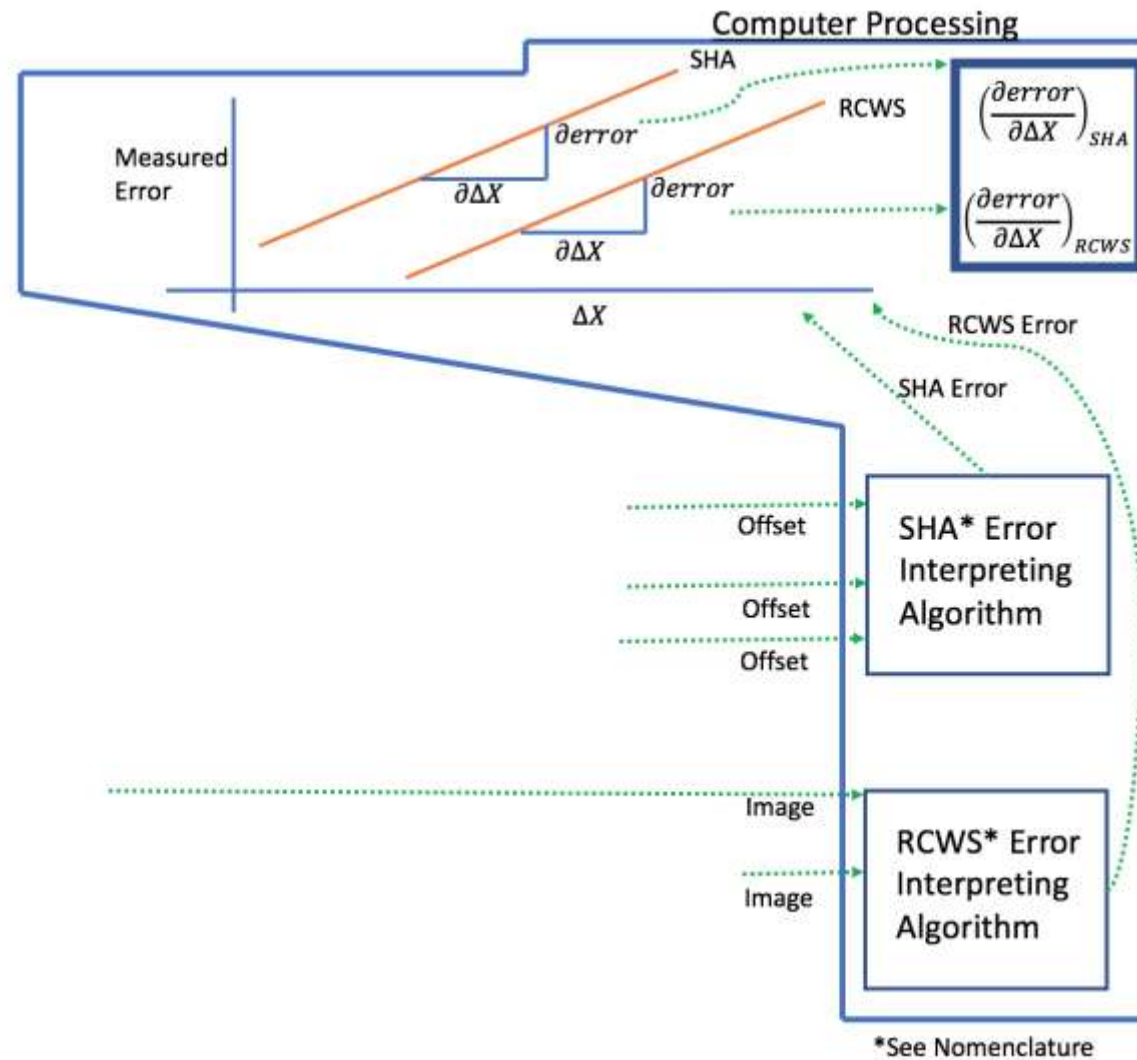 Computer Processing
SHA
RCWS
Measured
Error
∂error
∂ΔX
∂error
∂ΔX
ΔX
(∂error/∂ΔX)SHA
(∂error/∂ΔX)RCWS
RCWS Error
SHA Error
Offset
Offset
Offset
SHA* Error
Interpreting
Algorithm
Image
Image
RCWS* Error
Interpreting
Algorithm
*See Nomenclature